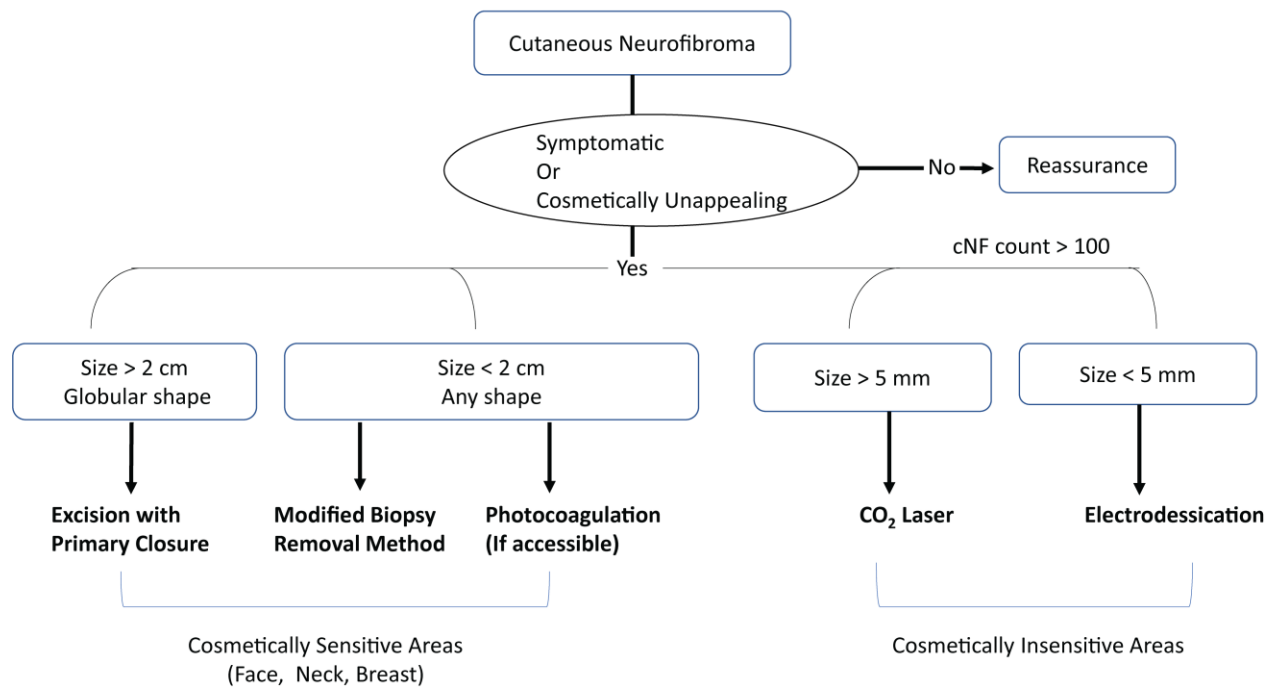 Cutaneous Neurofibroma
Symptomatic
Or
Cosmetically Unappealing
No
Reassurance
Yes
cNF count > 100
Size > 2 cm
Globular shape
Size < 2 cm
Any shape
Size > 5 mm
Size < 5 mm
Excision with
Primary Closure
Modified Biopsy
Removal Method
Photocoagulation
(If accessible)
CO₂ Laser
Electrodessication
Cosmetically Sensitive Areas
(Face, Neck, Breast)
Cosmetically Insensitive Areas